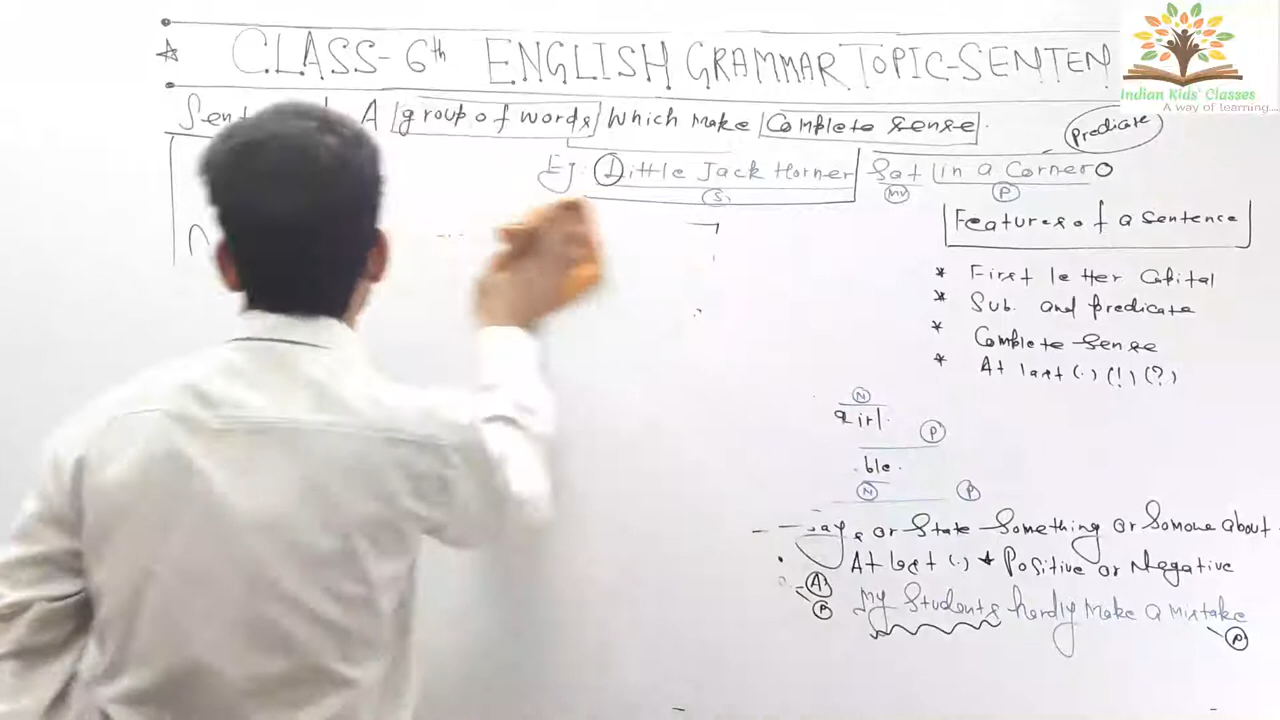 CLASS-6th ENGLISH GRAMMAR TOPIC-SENTEN
Indian Kids' Classes
A way of learning....
Sent A group of words which make Complete sense.
predicate
Eg: Little Jack Horner Sat in a Corner
S MV P
Features of a Sentence
* First letter Capital
* Sub. and predicate
* Complete sense
* At last (.) (!) (?)
N
girl.
P
ble.
N P
Says or State Something or Somone about.
At last (.) * Positive or Negative
A
P My Students hardly Make a Mistake
P